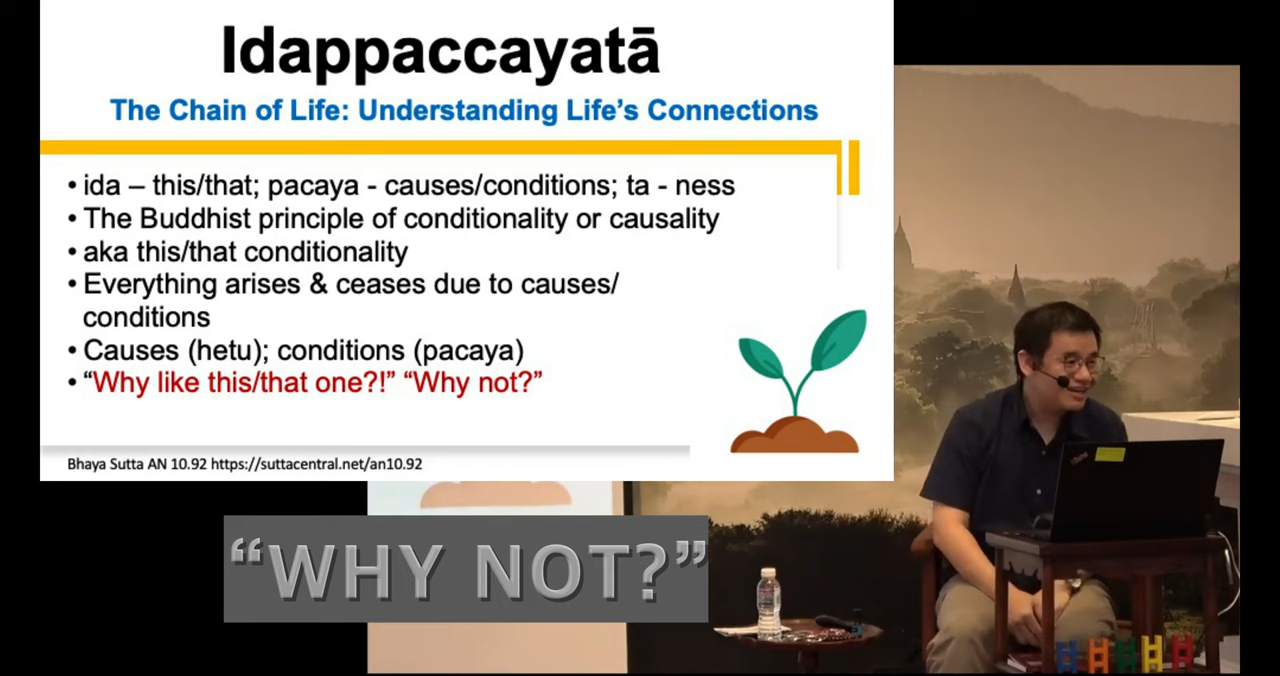 Idappaccayatā
The Chain of Life: Understanding Life’s Connections
• ida – this/that; pacaya - causes/conditions; ta - ness
• The Buddhist principle of conditionality or causality
• aka this/that conditionality
• Everything arises & ceases due to causes/
conditions
• Causes (hetu); conditions (pacaya)
• “Why like this/that one?!” “Why not?”
Bhaya Sutta AN 10.92 https://suttacentral.net/an10.92
“WHY NOT?”